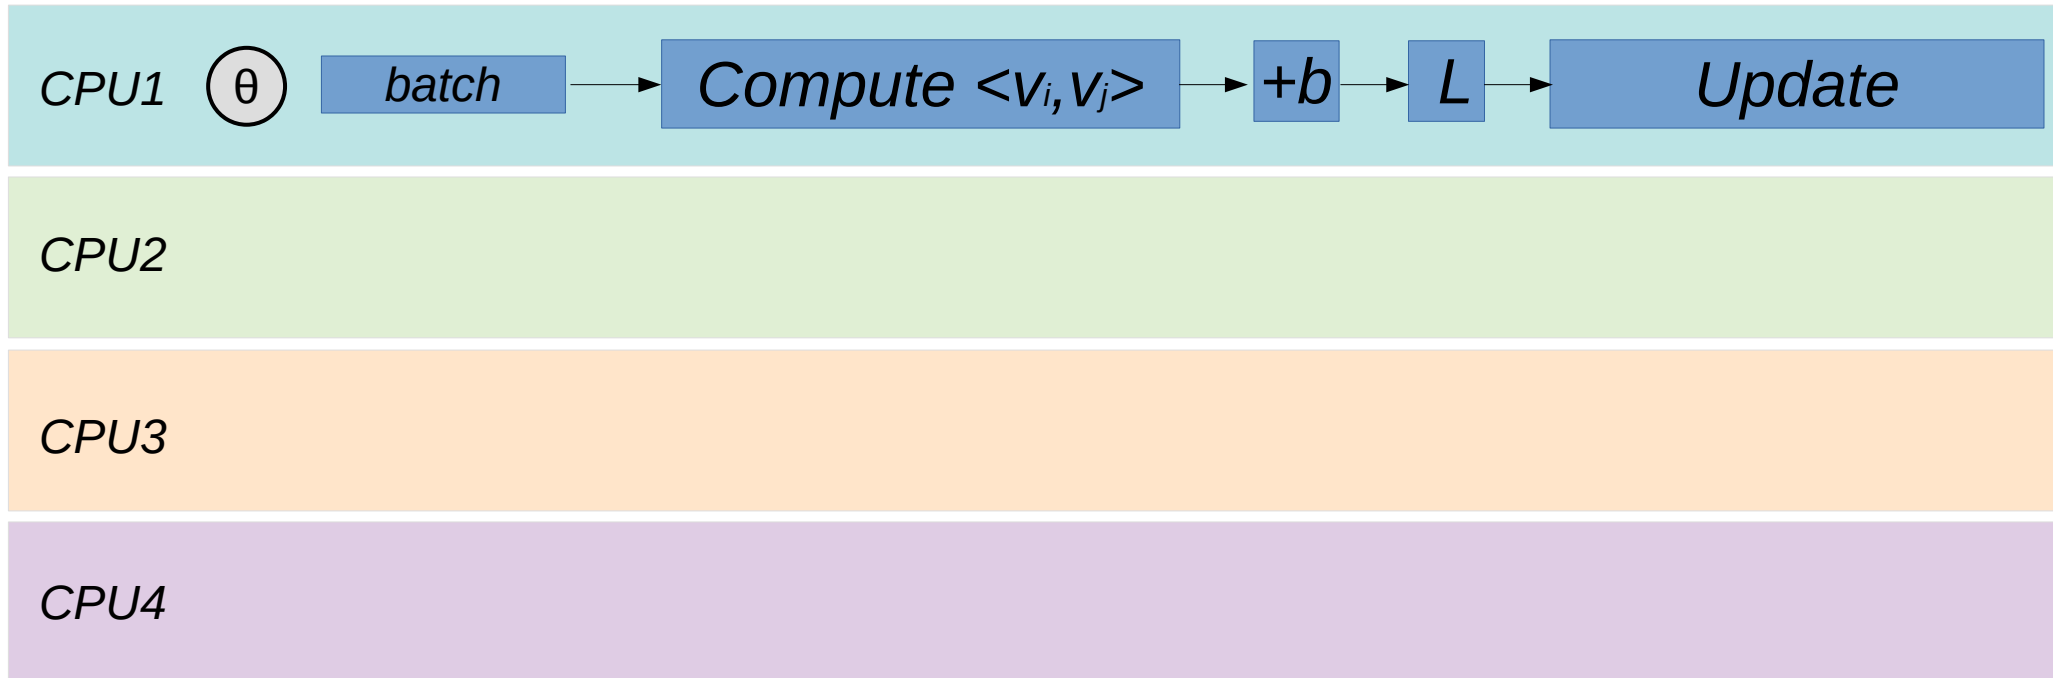 CPU1 θ batch Compute <vi,vj> +b L Update
CPU2
CPU3
CPU4